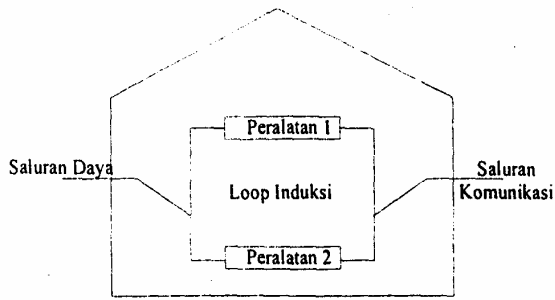 Peralatan 1
Saluran Daya
Loop Induksi
Saluran
Komunikasi
Peralatan 2